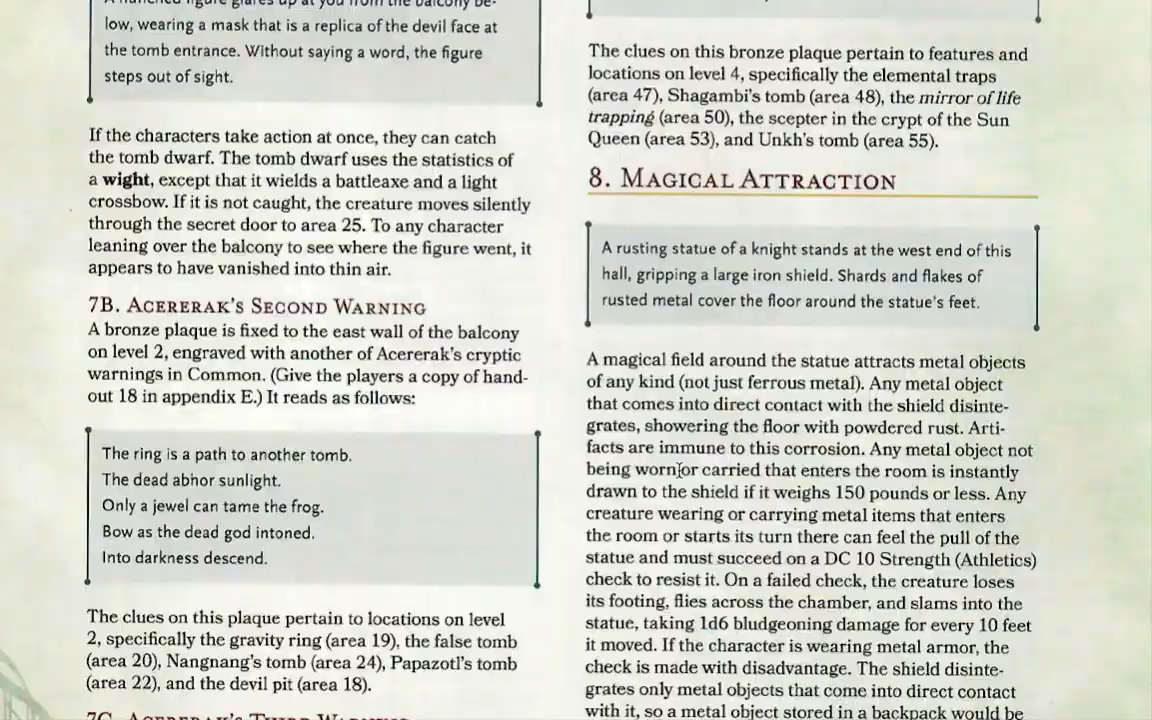 A hunched figure glares up at you from the balcony be-
low, wearing a mask that is a replica of the devil face at
the tomb entrance. Without saying a word, the figure
steps out of sight.
If the characters take action at once, they can catch
the tomb dwarf. The tomb dwarf uses the statistics of
a wight, except that it wields a battleaxe and a light
crossbow. If it is not caught, the creature moves silently
through the secret door to area 25. To any character
leaning over the balcony to see where the figure went, it
appears to have vanished into thin air.
7B. Acererak's Second Warning
A bronze plaque is fixed to the east wall of the balcony
on level 2, engraved with another of Acererak's cryptic
warnings in Common. (Give the players a copy of hand-
out 18 in appendix E.) It reads as follows:
The ring is a path to another tomb.
The dead abhor sunlight.
Only a jewel can tame the frog.
Bow as the dead god intoned.
Into darkness descend.
The clues on this plaque pertain to locations on level
2, specifically the gravity ring (area 19), the false tomb
(area 20), Nangnang's tomb (area 24), Papazotl's tomb
(area 22), and the devil pit (area 18).
7C. Acererak's Third Warning
The clues on this bronze plaque pertain to features and
locations on level 4, specifically the elemental traps
(area 47), Shagambi's tomb (area 48), the mirror of life
trapping (area 50), the scepter in the crypt of the Sun
Queen (area 53), and Unkh's tomb (area 55).
8. Magical Attraction
A rusting statue of a knight stands at the west end of this
hall, gripping a large iron shield. Shards and flakes of
rusted metal cover the floor around the statue's feet.
A magical field around the statue attracts metal objects
of any kind (not just ferrous metal). Any metal object
that comes into direct contact with the shield disinte-
grates, showering the floor with powdered rust. Arti-
facts are immune to this corrosion. Any metal object not
being worn or carried that enters the room is instantly
drawn to the shield if it weighs 150 pounds or less. Any
creature wearing or carrying metal items that enters
the room or starts its turn there can feel the pull of the
statue and must succeed on a DC 10 Strength (Athletics)
check to resist it. On a failed check, the creature loses
its footing, flies across the chamber, and slams into the
statue, taking 1d6 bludgeoning damage for every 10 feet
it moved. If the character is wearing metal armor, the
check is made with disadvantage. The shield disinte-
grates only metal objects that come into direct contact
with it, so a metal object stored in a backpack would be